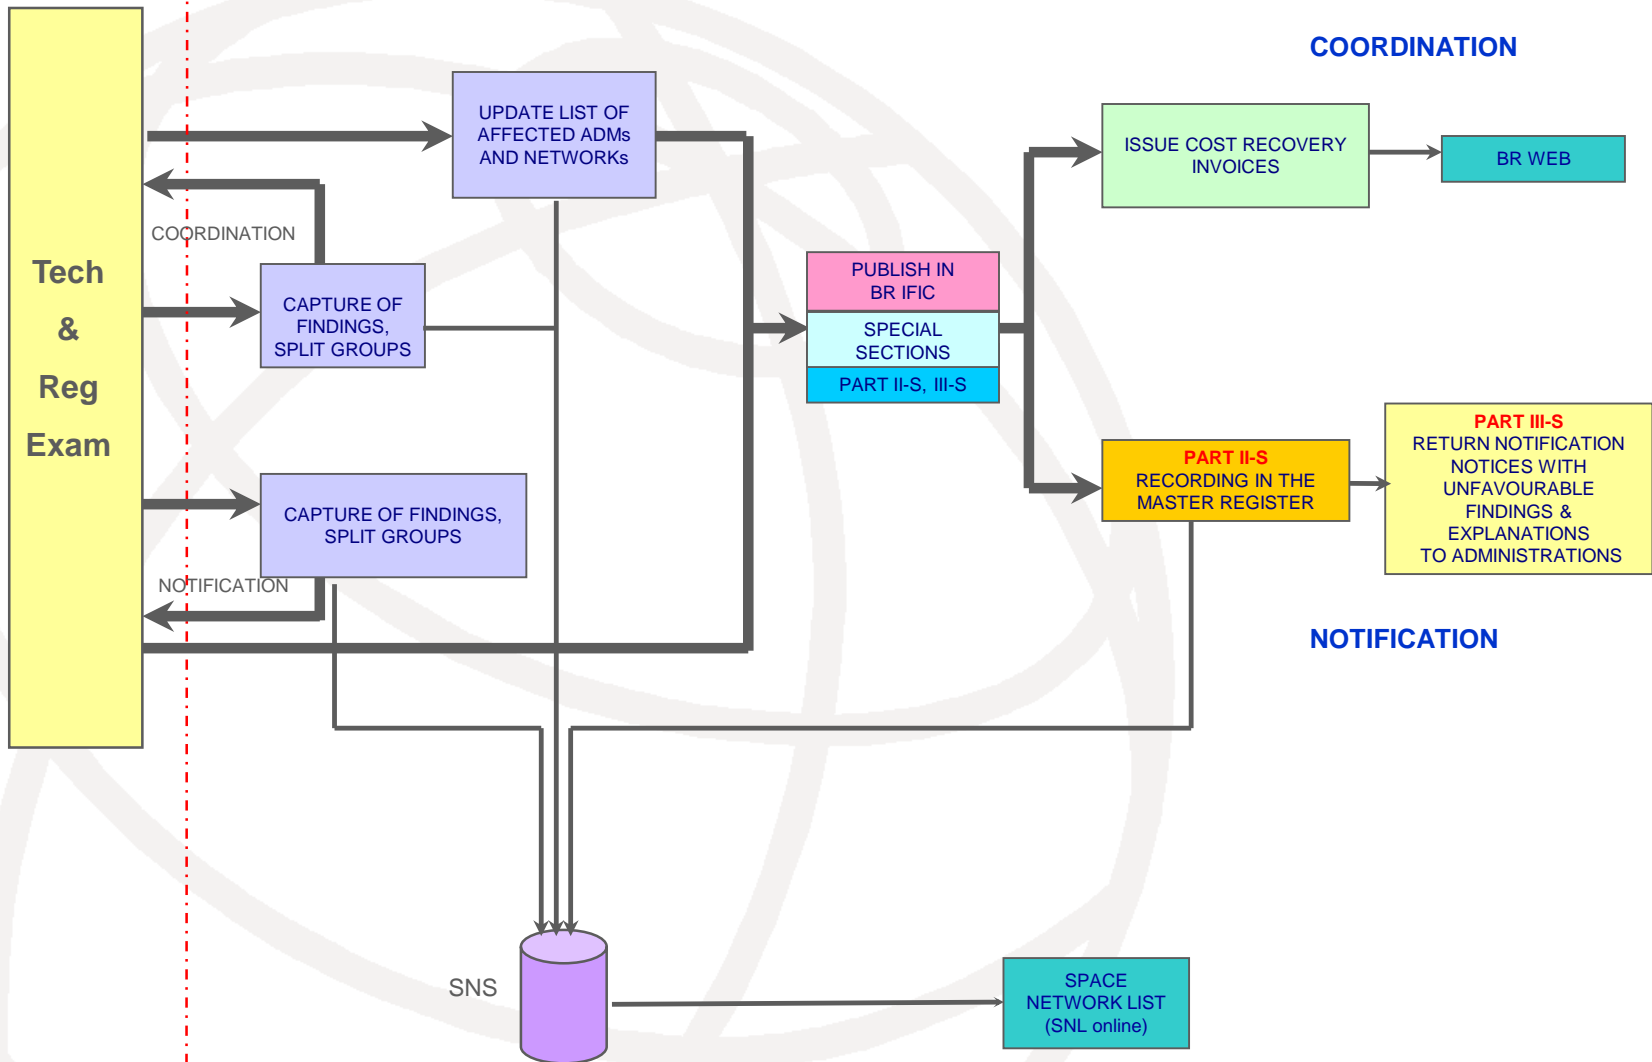 COORDINATION
UPDATE LIST OF
AFFECTED ADMs
AND NETWORKs
ISSUE COST RECOVERY
INVOICES
BR WEB
COORDINATION
Tech
&
Reg
Exam
CAPTURE OF
FINDINGS,
SPLIT GROUPS
PUBLISH IN
BR IFIC
SPECIAL
SECTIONS
PART II-S, III-S
PART II-S
RECORDING IN THE
MASTER REGISTER
PART III-S
RETURN NOTIFICATION
NOTICES WITH
UNFAVOURABLE
FINDINGS &
EXPLANATIONS
TO ADMINISTRATIONS
CAPTURE OF FINDINGS,
SPLIT GROUPS
NOTIFICATION
NOTIFICATION
SNS
SPACE
NETWORK LIST
(SNL online)